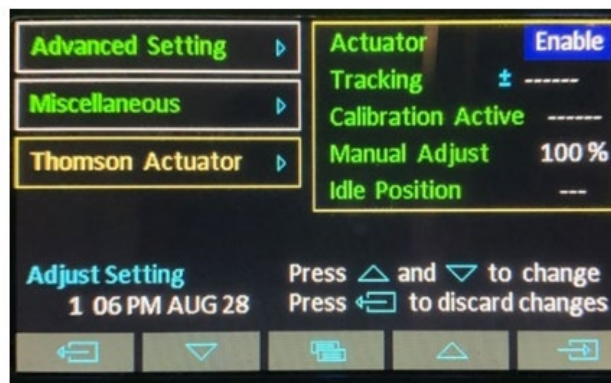 Advanced Setting
Miscellaneous
Thomson Actuator
Actuator Enable
Tracking ± ------
Calibration Active ------
Manual Adjust 100 %
Idle Position ---
Adjust Setting
1 06 PM AUG 28
Press △ and ▽ to change
Press to discard changes